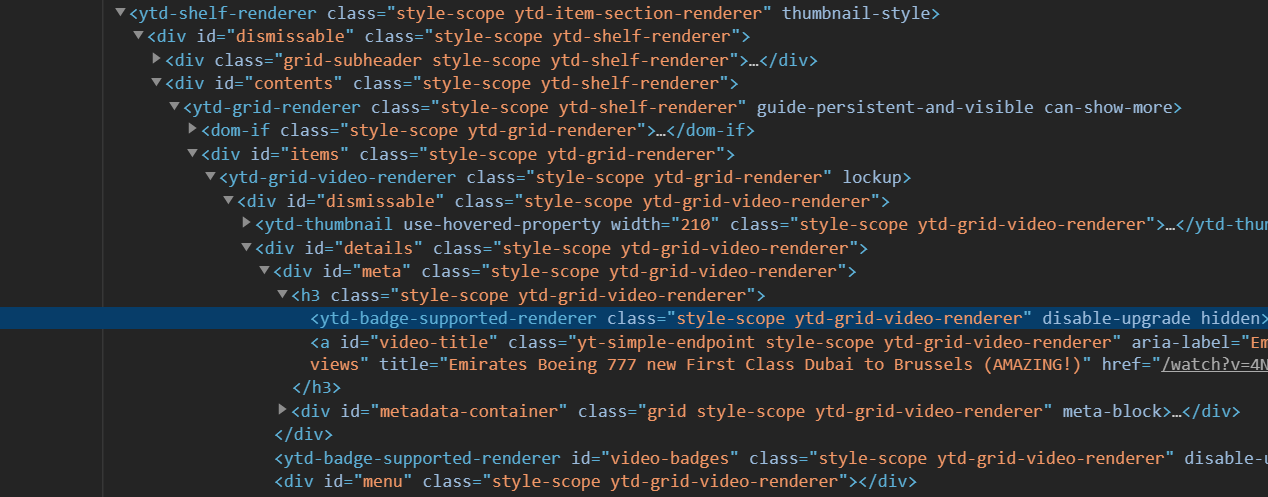 <ytd-shelf-renderer class="style-scope ytd-item-section-renderer" thumbnail-style>
<div id="dismissable" class="style-scope ytd-shelf-renderer">
<div class="grid-subheader style-scope ytd-shelf-renderer">…</div>
<div id="contents" class="style-scope ytd-shelf-renderer">
<ytd-grid-renderer class="style-scope ytd-shelf-renderer" guide-persistent-and-visible can-show-more>
<dom-if class="style-scope ytd-grid-renderer">…</dom-if>
<div id="items" class="style-scope ytd-grid-renderer">
<ytd-grid-video-renderer class="style-scope ytd-grid-renderer" lockup>
<div id="dismissable" class="style-scope ytd-grid-video-renderer">
<ytd-thumbnail use-hovered-property width="210" class="style-scope ytd-grid-video-renderer">…</ytd-thu
<div id="details" class="style-scope ytd-grid-video-renderer">
<div id="meta" class="style-scope ytd-grid-video-renderer">
<h3 class="style-scope ytd-grid-video-renderer">
<ytd-badge-supported-renderer class="style-scope ytd-grid-video-renderer" disable-upgrade hidden>
<a id="video-title" class="yt-simple-endpoint style-scope ytd-grid-video-renderer" aria-label="Em
views" title="Emirates Boeing 777 new First Class Dubai to Brussels (AMAZING!)" href="/watch?v=4N
</h3>
<div id="metadata-container" class="grid style-scope ytd-grid-video-renderer" meta-block>…</div>
</div>
<ytd-badge-supported-renderer id="video-badges" class="style-scope ytd-grid-video-renderer" disable-u
<div id="menu" class="style-scope ytd-grid-video-renderer"></div>